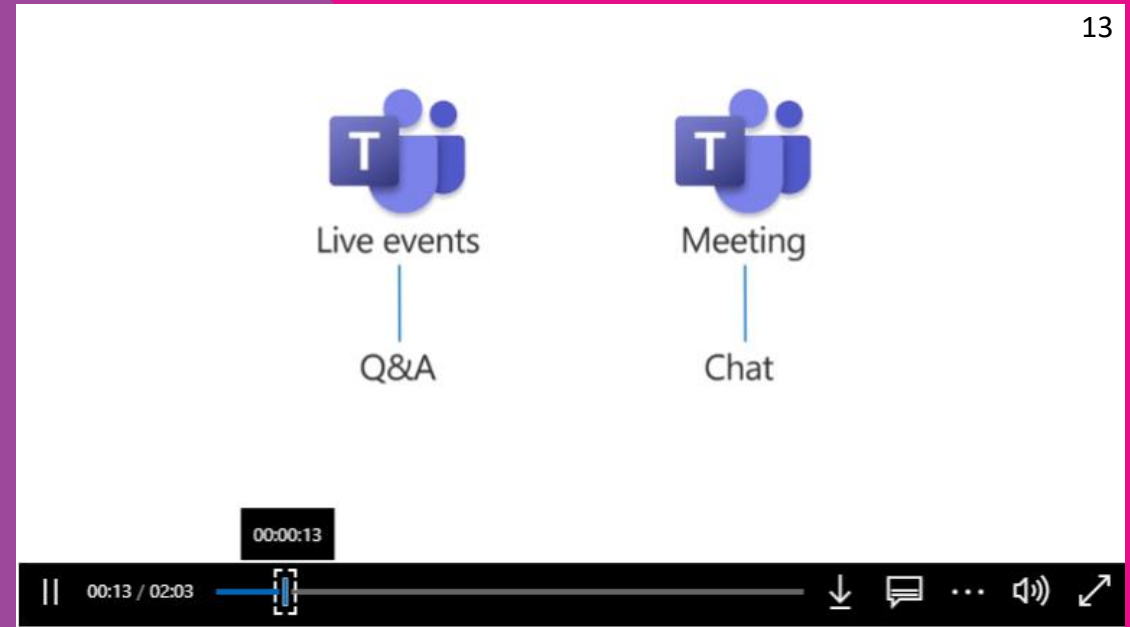 13
T T
Live events Meeting
Q&A Chat
00:00:13
00:13 / 02:03